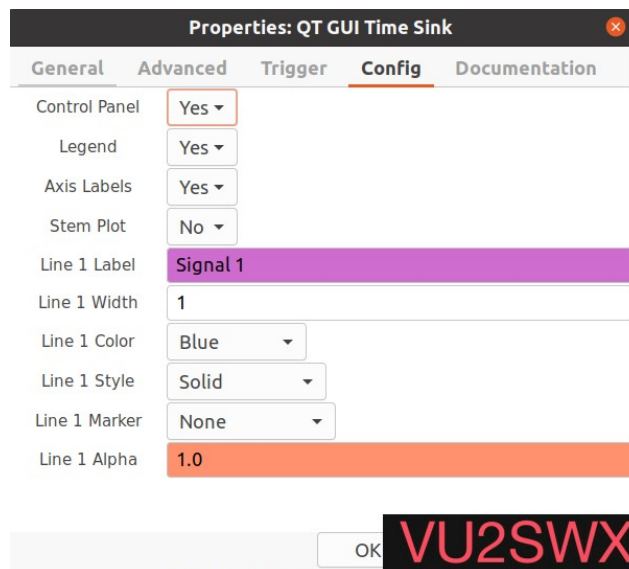 Properties: QT GUI Time Sink
General Advanced Trigger Config Documentation
Control Panel Yes
Legend Yes
Axis Labels Yes
Stem Plot No
Line 1 Label Signal 1
Line 1 Width 1
Line 1 Color Blue
Line 1 Style Solid
Line 1 Marker None
Line 1 Alpha 1.0
OK VU2SWX